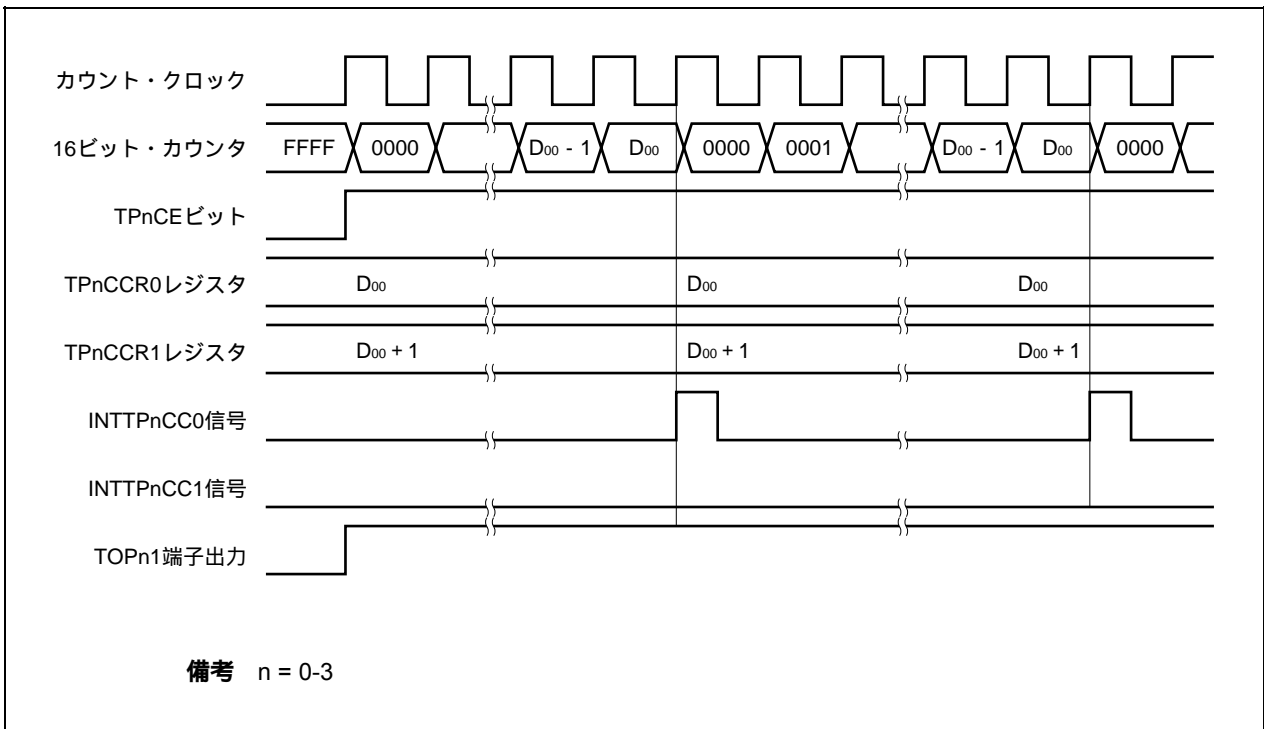 カウント・クロック
16ビット・カウンタ FFFF 0000 D00 - 1 D00 0000 0001 D00 - 1 D00 0000
TPnCEビット
TPnCCR0レジスタ D00 D00 D00
TPnCCR1レジスタ D00 + 1 D00 + 1 D00 + 1
INTTPnCC0信号
INTTPnCC1信号
TOPn1端子出力
備考 n = 0-3